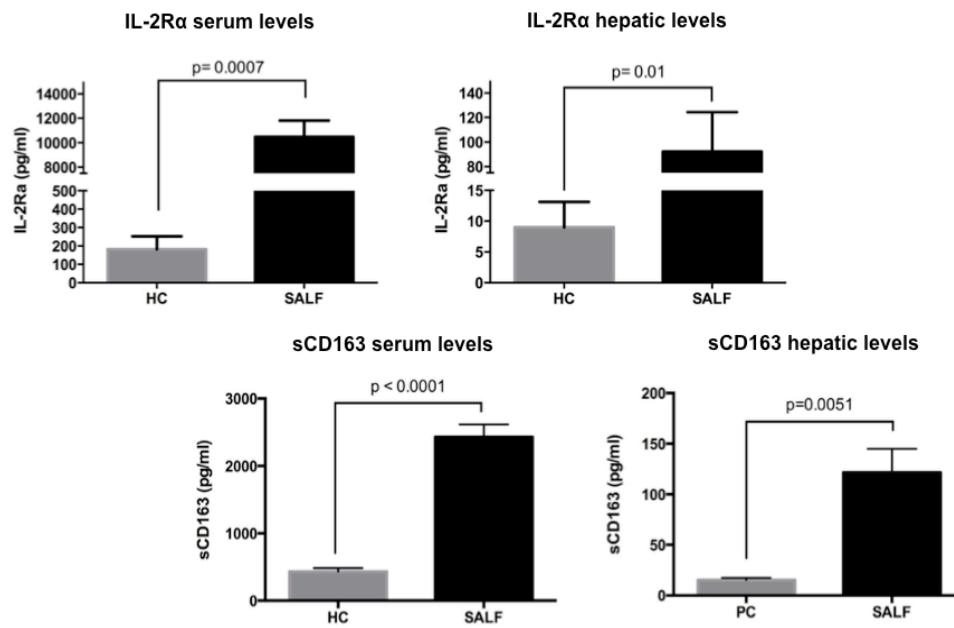 IL-2Rα serum levels
p= 0.0007
IL-2Ra (pg/ml)
14000
12000
10000
8000
500
400
300
200
100
0
HC
SALF
IL-2Rα hepatic levels
p= 0.01
IL-2Ra (pg/ml)
140
120
100
80
15
10
5
0
HC
SALF
sCD163 serum levels
p < 0.0001
sCD163 (pg/ml)
3000
2000
1000
0
HC
SALF
sCD163 hepatic levels
p=0.0051
sCD163 (pg/ml)
200
150
100
50
0
PC
SALF